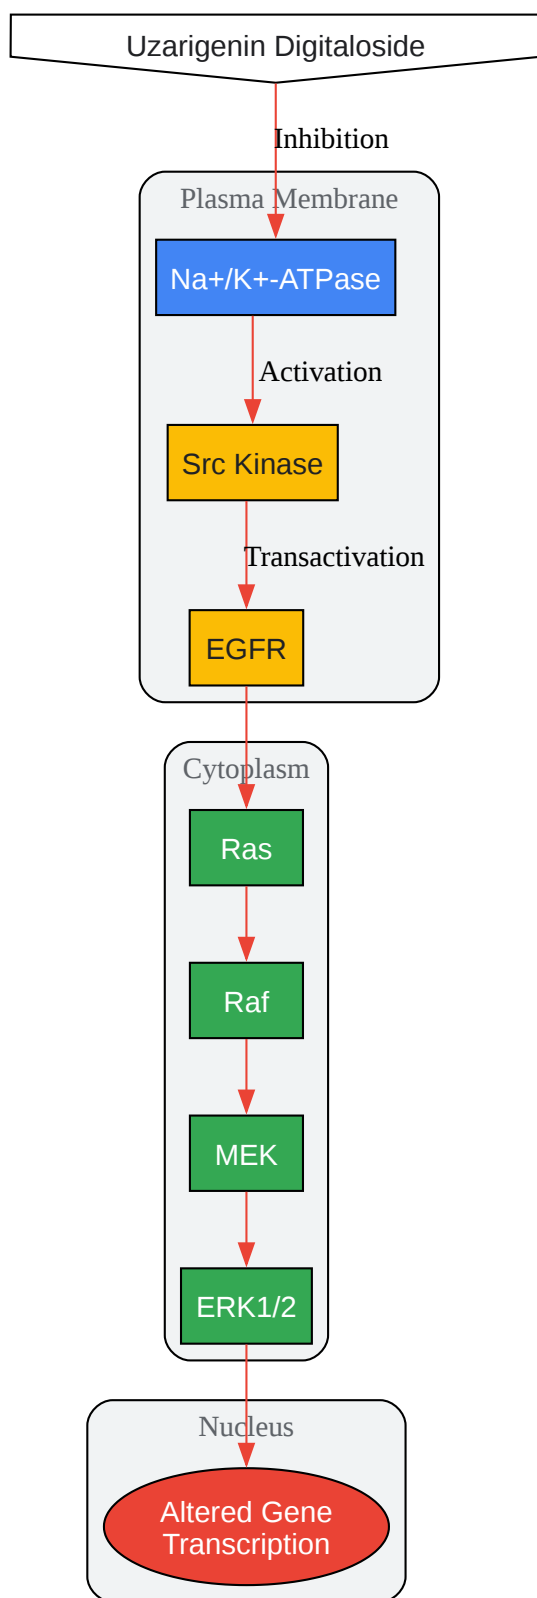 Uzarigenin Digitaloside
Inhibition
Plasma Membrane
Na+/K+-ATPase
Activation
Src Kinase
Transactivation
EGFR
Cytoplasm
Ras
Raf
MEK
ERK1/2
Nucleus
Altered Gene
Transcription